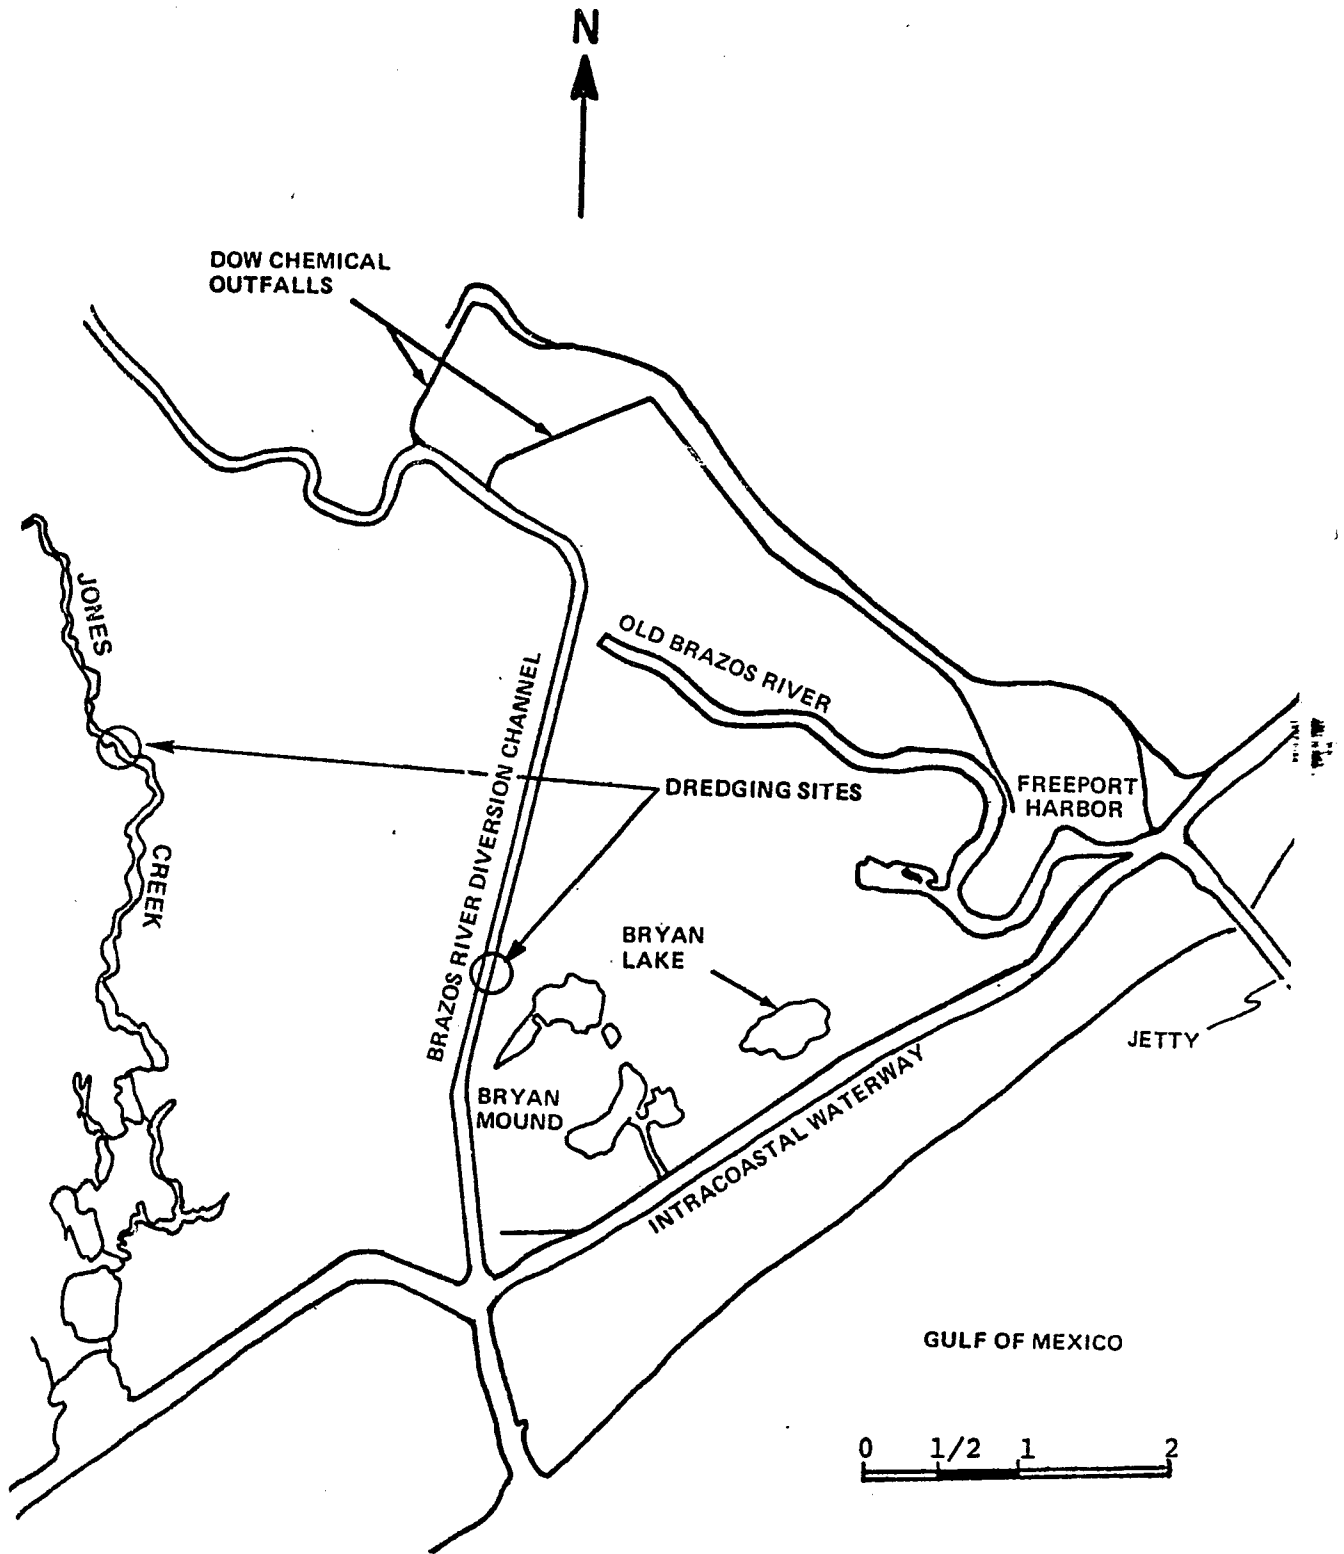 N
DOW CHEMICAL
OUTFALLS
JONES
CREEK
OLD BRAZOS RIVER
BRAZOS RIVER DIVERSION CHANNEL
DREDGING SITES
FREEPORT
HARBOR
BRYAN
LAKE
BRYAN
MOUND
JETTY
INTRACOASTAL WATERWAY
GULF OF MEXICO
0 1/2 1 2